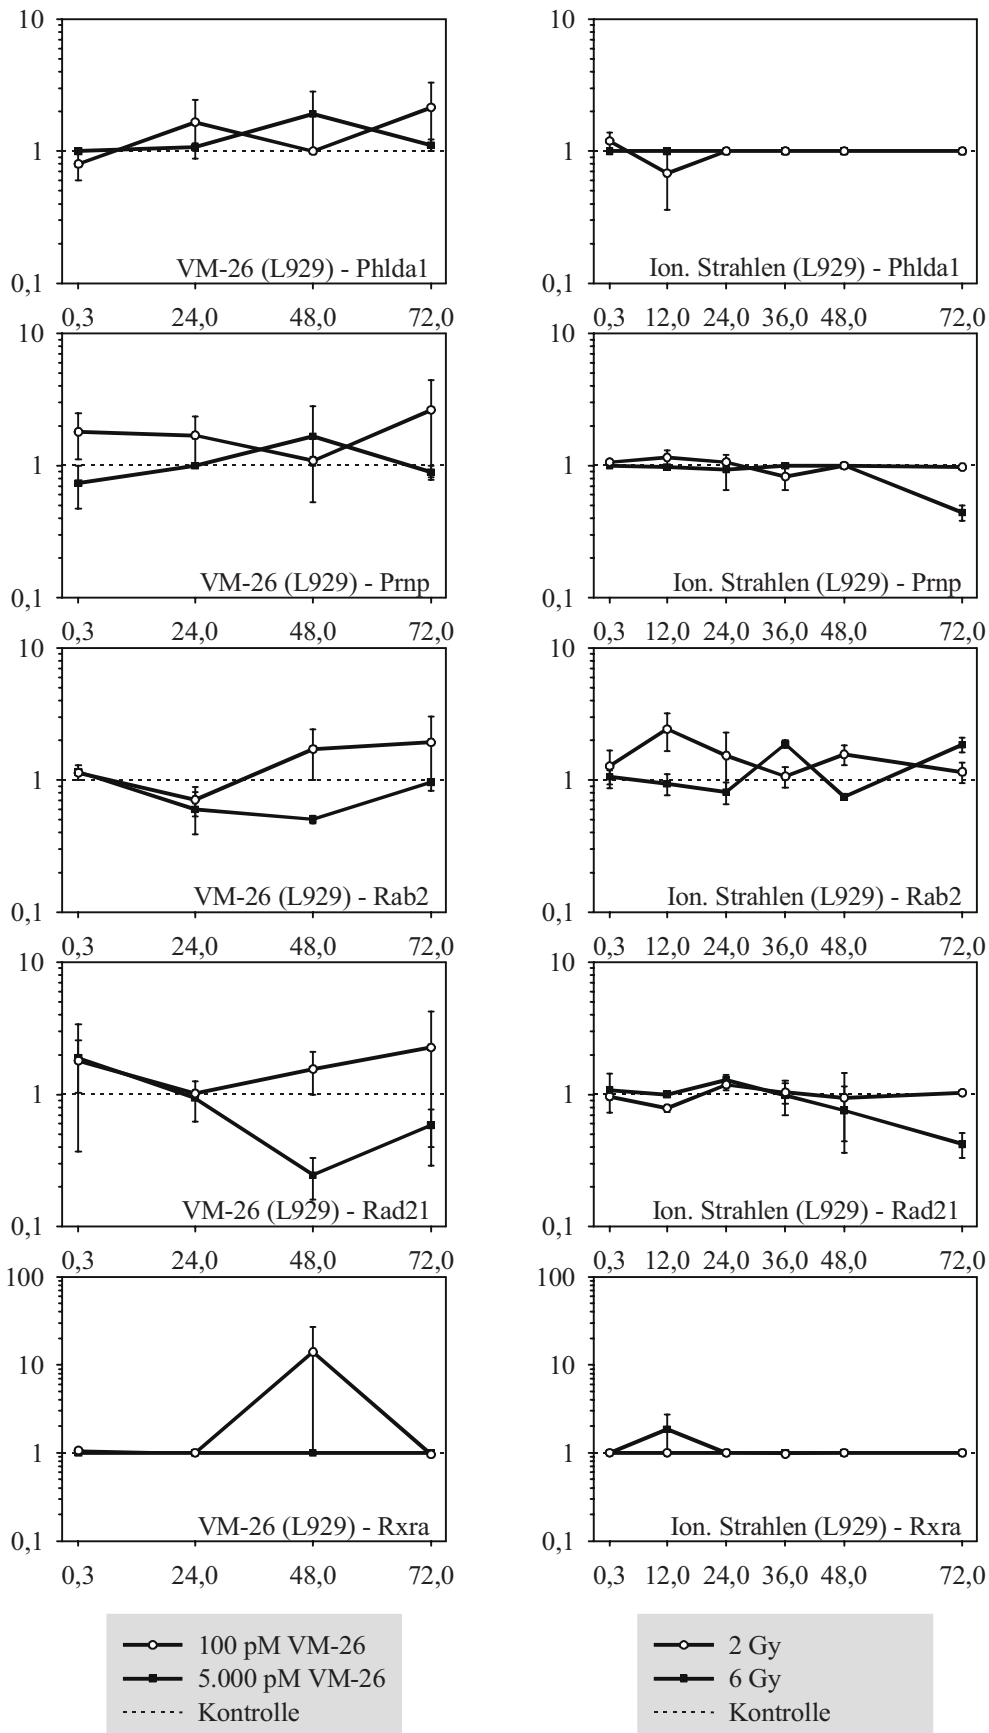 10
1
0,1
VM-26 (L929) - Phlda1
0,3 24,0 48,0 72,0
10
1
0,1
Ion. Strahlen (L929) - Phlda1
0,3 12,0 24,0 36,0 48,0 72,0
10
1
0,1
VM-26 (L929) - Prnp
0,3 24,0 48,0 72,0
10
1
0,1
Ion. Strahlen (L929) - Prnp
0,3 12,0 24,0 36,0 48,0 72,0
10
1
0,1
VM-26 (L929) - Rab2
0,3 24,0 48,0 72,0
10
1
0,1
Ion. Strahlen (L929) - Rab2
0,3 12,0 24,0 36,0 48,0 72,0
10
1
0,1
VM-26 (L929) - Rad21
0,3 24,0 48,0 72,0
10
1
0,1
Ion. Strahlen (L929) - Rad21
0,3 12,0 24,0 36,0 48,0 72,0
100
10
1
0,1
VM-26 (L929) - Rxra
0,3 24,0 48,0 72,0
100
10
1
0,1
Ion. Strahlen (L929) - Rxra
0,3 12,0 24,0 36,0 48,0 72,0
100 pM VM-26
5.000 pM VM-26
Kontrolle
2 Gy
6 Gy
Kontrolle